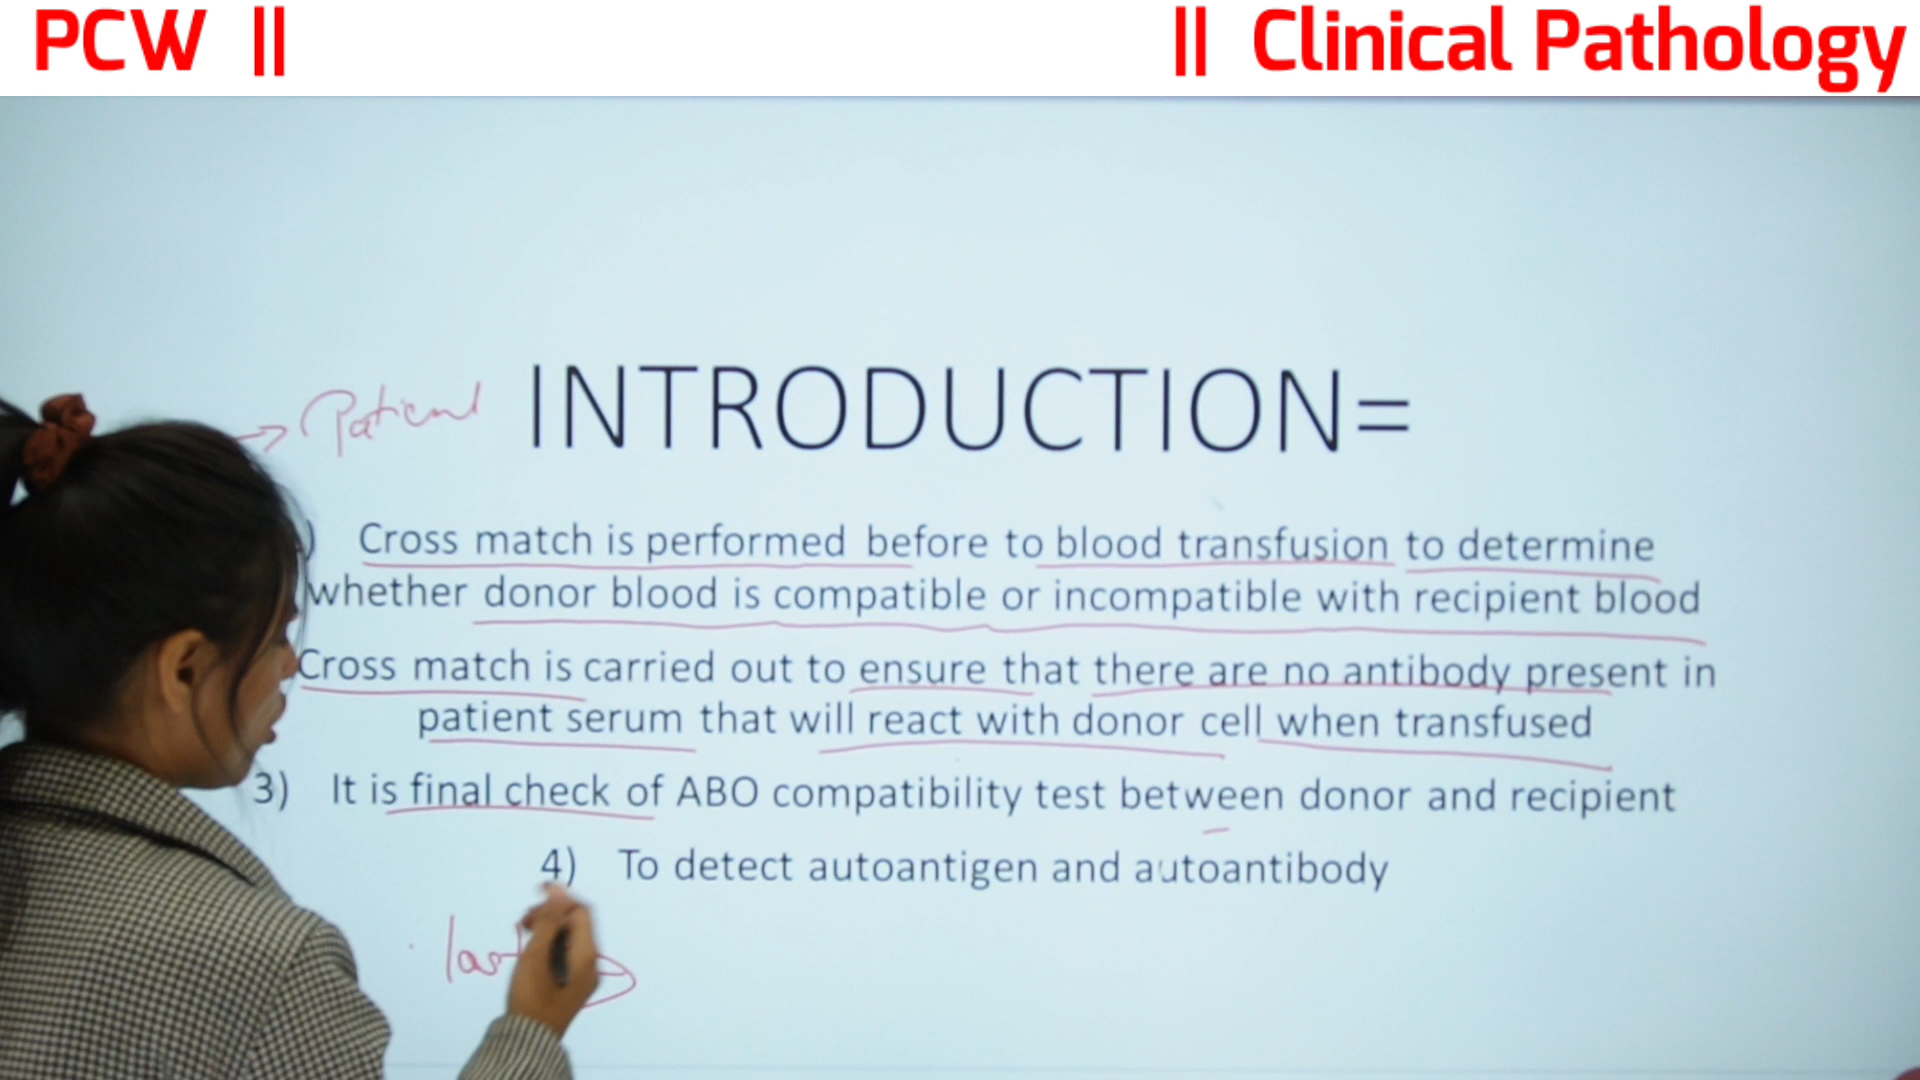 PCW || || Clinical Pathology
Patient INTRODUCTION=
) Cross match is performed before to blood transfusion to determine
whether donor blood is compatible or incompatible with recipient blood
Cross match is carried out to ensure that there are no antibody present in
patient serum that will react with donor cell when transfused
3) It is final check of ABO compatibility test between donor and recipient
4) To detect autoantigen and autoantibody
last